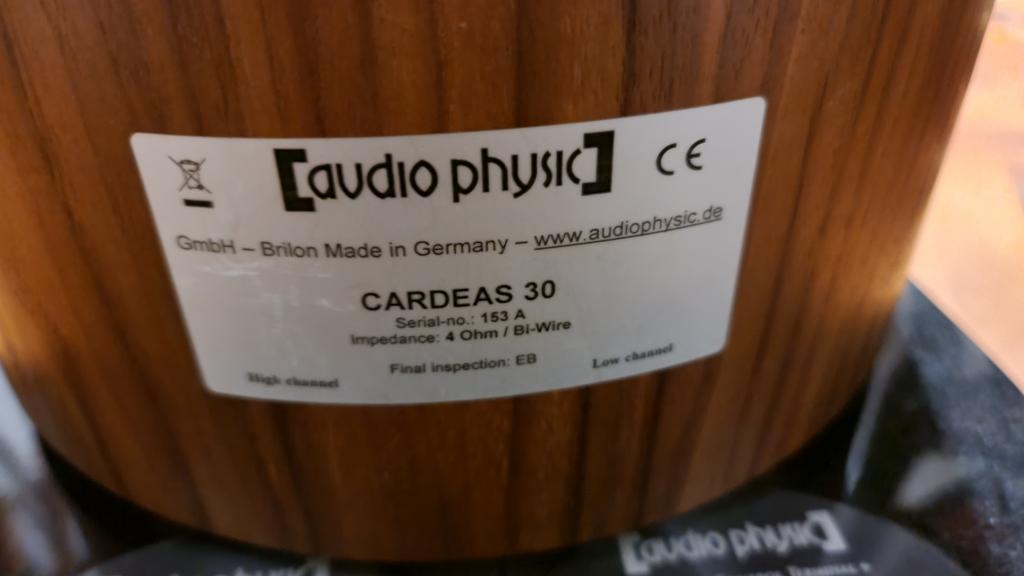 [audio physic]
CE
GmbH – Brilon Made in Germany – www.audiophysic.de
CARDEAS 30
Serial-no.: 153 A
Impedance: 4 Ohm / Bi-Wire
Final inspection: EB
High channel
Low channel
[audio physic]
Terminal +